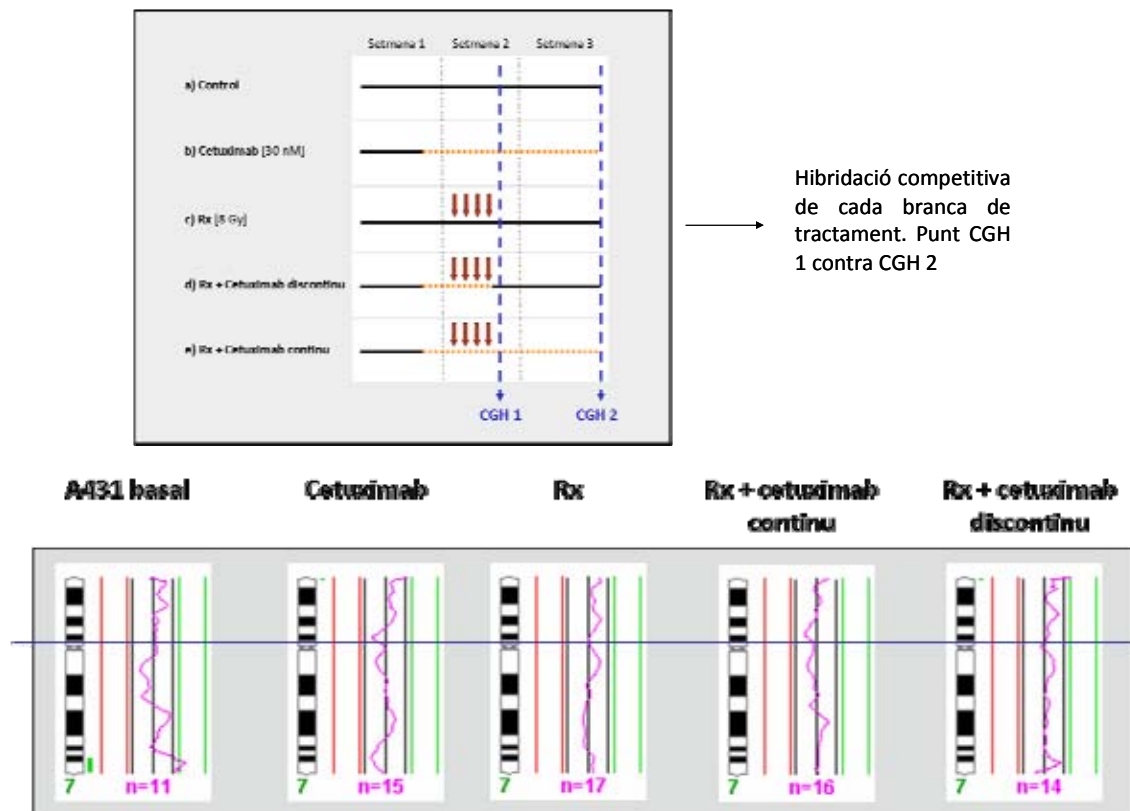 Setmana 1 Setmana 2 Setmana 3
a) Control
b) Cetuximab [30 nM]
c) Rx [8 Gy]
d) Rx + Cetuximab discontinu
e) Rx + Cetuximab continu
CGH 1 CGH 2
Hibridació competitiva
de cada branca de
tractament. Punt CGH
1 contra CGH 2
A431 basal Cetuximab Rx Rx + cetuximab Rx + cetuximab
continu discontinu
7 n=11 7 n=15 7 n=17 7 n=16 7 n=14